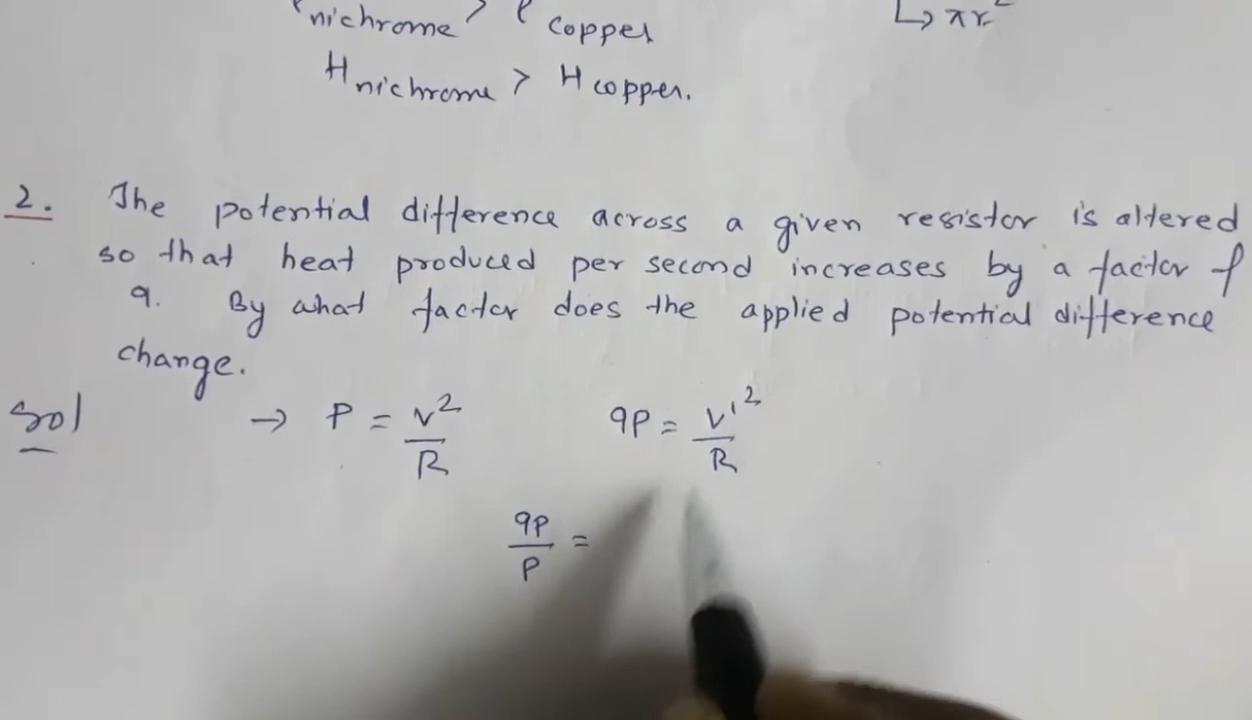 ρnichrome > ρcopper
↳ πr²
Hnichrome > Hcopper.
2. The potential difference across a given resistor is altered
so that heat produced per second increases by a factor of
9. By what factor does the applied potential difference
change.
Sol → P = V²/R 9P = V'²/R
9P/P =